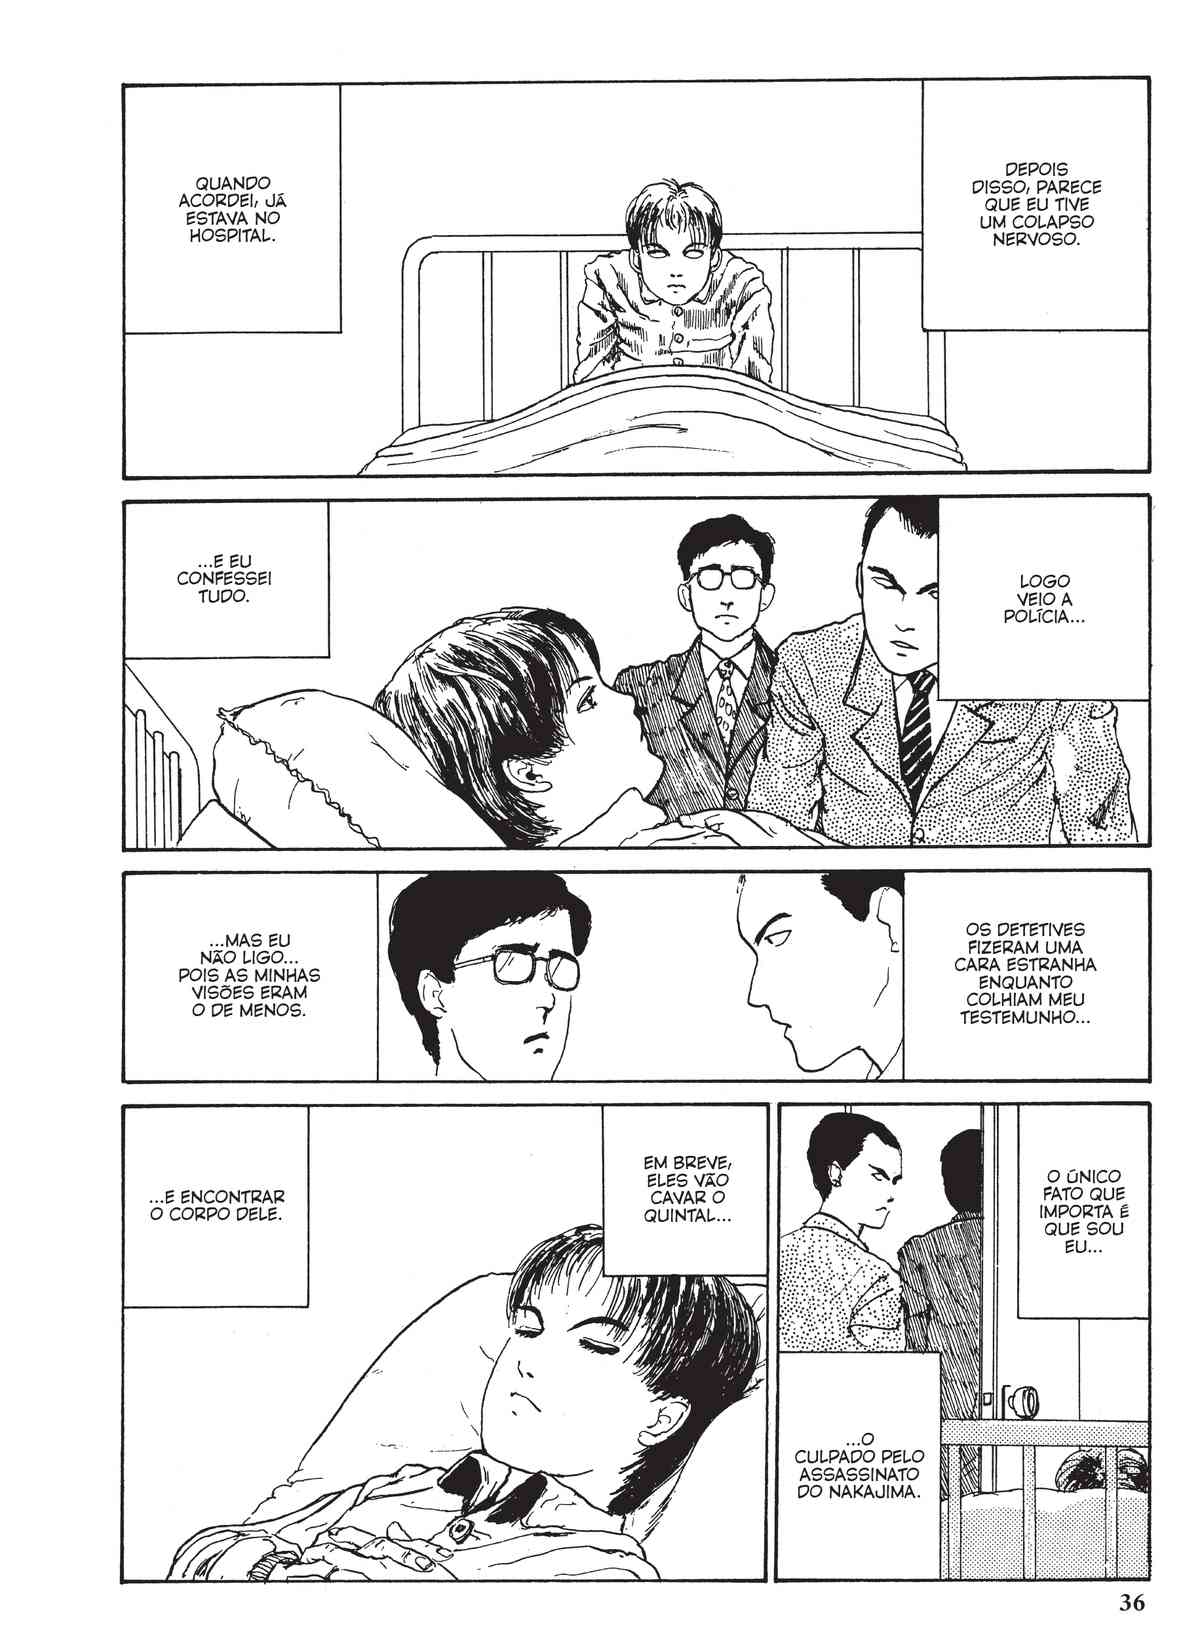 DEPOIS
DISSO, PARECE
QUE EU TIVE
UM COLAPSO
NERVOSO.
QUANDO
ACORDEI, JÁ
ESTAVA NO
HOSPITAL.
LOGO
VEIO A
POLÍCIA...
...E EU
CONFESSEI
TUDO.
OS DETETIVES
FIZERAM UMA
CARA ESTRANHA
ENQUANTO
COLHIAM MEU
TESTEMUNHO...
...MAS EU
NÃO LIGO...
POIS AS MINHAS
VISÕES ERAM
O DE MENOS.
O ÚNICO
FATO QUE
IMPORTA É
QUE SOU
EU...
...O
CULPADO PELO
ASSASSINATO
DO NAKAJIMA.
EM BREVE,
ELES VÃO
CAVAR O
QUINTAL...
...E ENCONTRAR
O CORPO DELE.
36